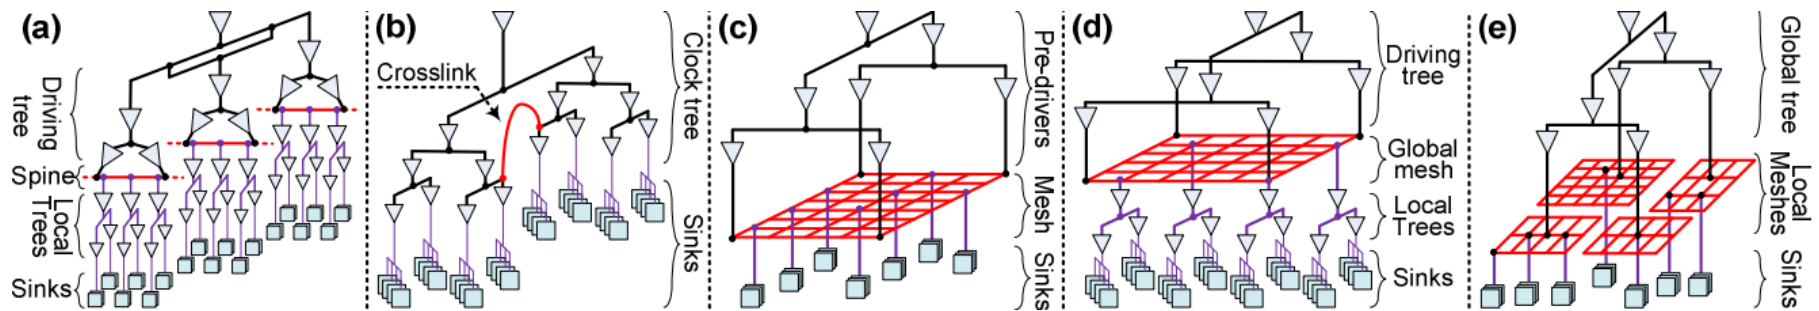 (a)
Driving
tree
Spine
Local
Trees
Sinks
(b)
Crosslink
Clock tree
Sinks
(c)
Pre-drivers
Mesh
Sinks
(d)
Driving
tree
Global
mesh
Local
Trees
Sinks
(e)
Global tree
Local
Meshes
Sinks